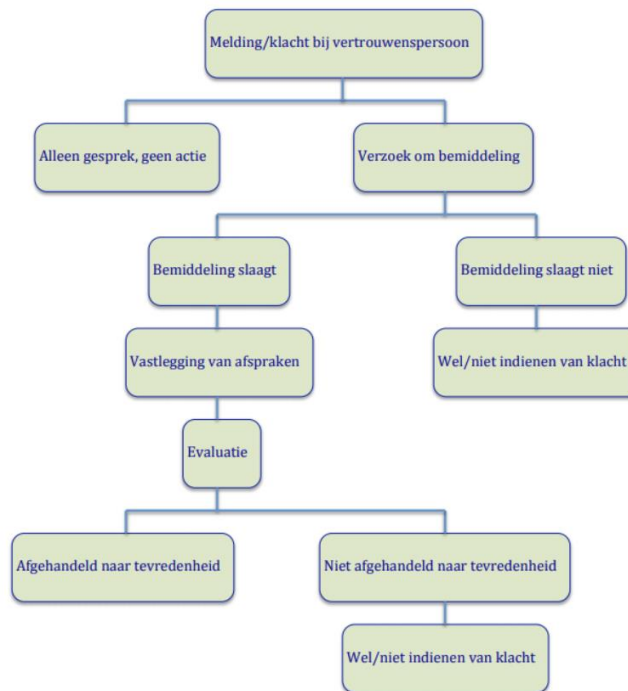 Melding/klacht bij vertrouwenspersoon
Alleen gesprek, geen actie
Verzoek om bemiddeling
Bemiddeling slaagt
Bemiddeling slaagt niet
Vastlegging van afspraken
Wel/niet indienen van klacht
Evaluatie
Afgehandeld naar tevredenheid
Niet afgehandeld naar tevredenheid
Wel/niet indienen van klacht